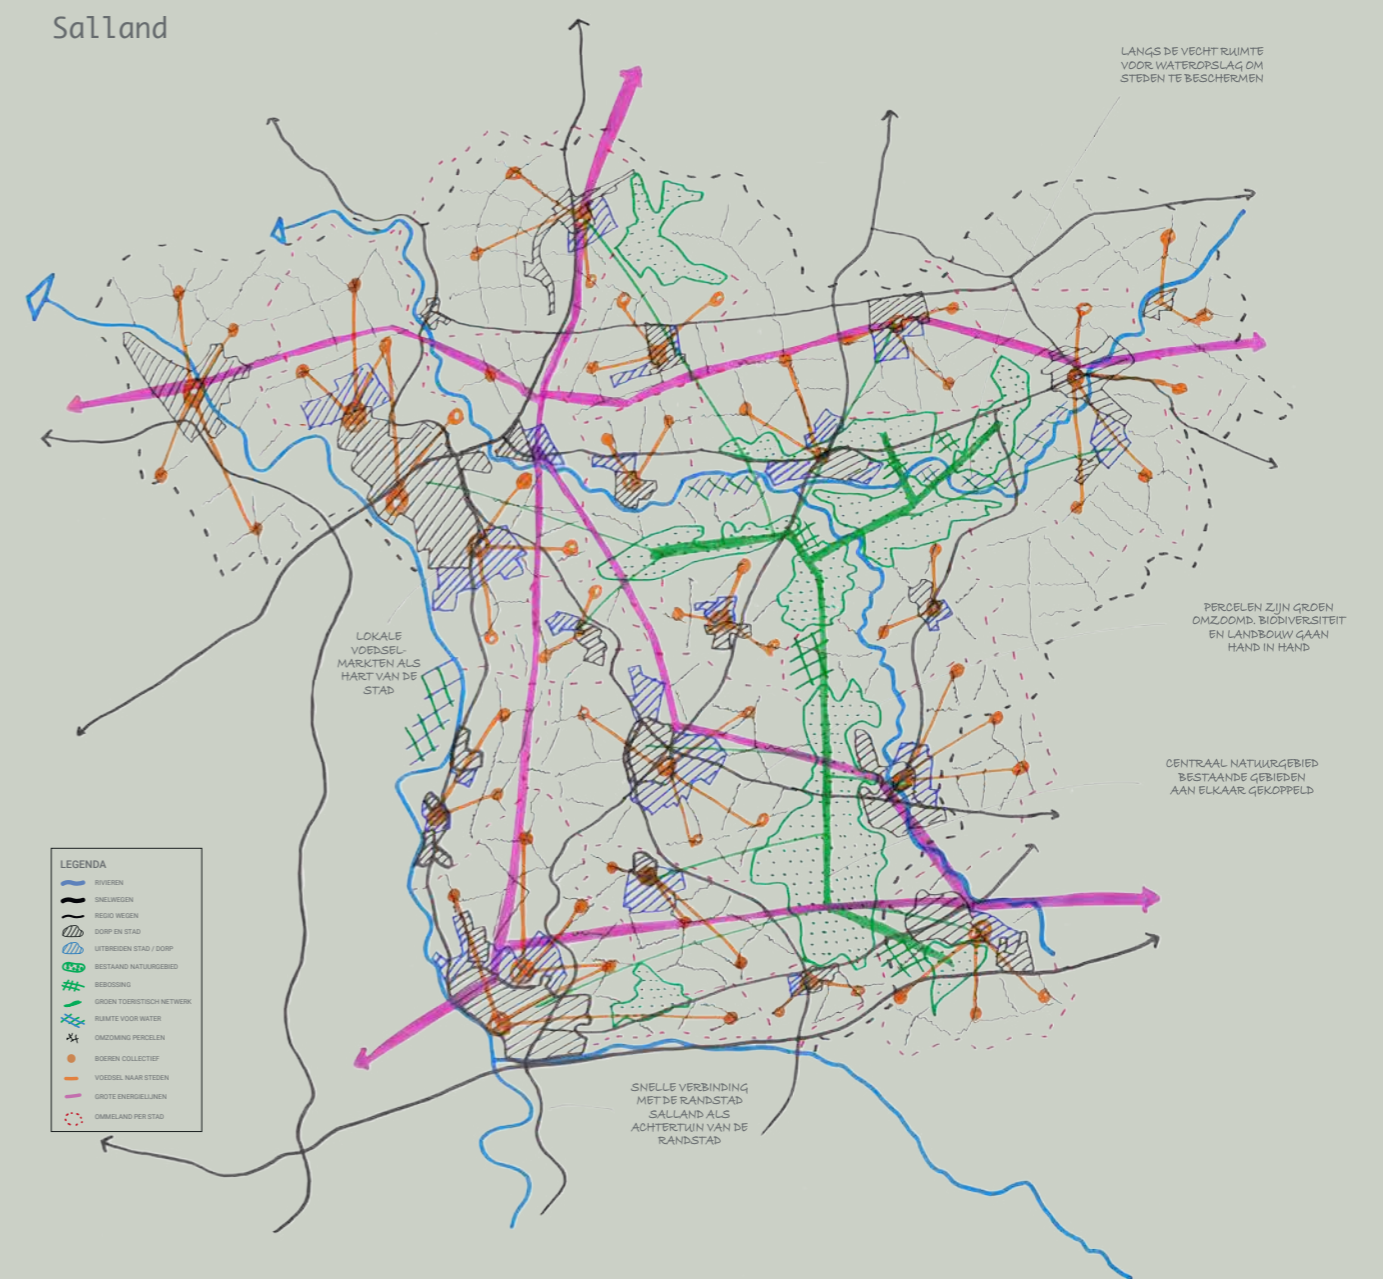 Salland
LANGS DE VECHT RUIMTE
VOOR WATEROPSLAG OM
STEDEN TE BESCHERMEN
PERCELEN ZIJN GROEN
OMZOOMD. BIODIVERSITEIT
EN LANDBOUW GAAN
HAND IN HAND
LOKALE
VOEDSEL-
MARKTEN ALS
HART VAN DE
STAD
CENTRAAL NATUURGEBIED
BESTAANDE GEBIEDEN
AAN ELKAAR GEKOPPELD
LEGENDA
RIVIEREN
SNELWEGEN
REGIO WEGEN
DORP EN STAD
UITBREIDEN STAD / DORP
BESTAAND NATUURGEBIED
BEBOSSING
GROEN TOERISTISCH NETWERK
RUIMTE VOOR WATER
OMZOMING PERCELEN
BOEREN COLLECTIEF
VOEDSEL NAAR STEDEN
GROTE ENERGIELIJNEN
OMMELAND PER STAD
SNELLE VERBINDING
MET DE RANDSTAD
SALLAND ALS
ACHTERTUIN VAN DE
RANDSTAD